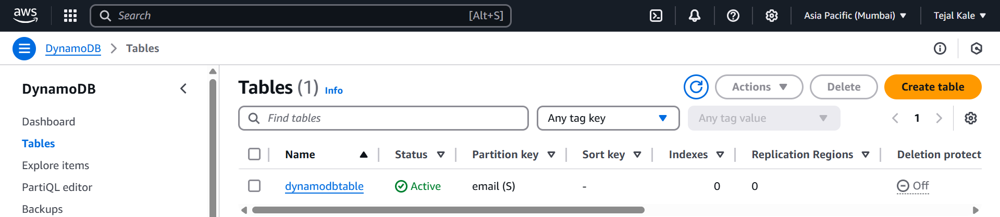 aws Search [Alt+S] Asia Pacific (Mumbai) Tejal Kale
DynamoDB Tables
DynamoDB
Dashboard
Tables
Explore items
PartiQL editor
Backups
Tables (1) Info Actions Delete Create table
Find tables Any tag key Any tag value 1
Name Status Partition key Sort key Indexes Replication Regions Deletion protect
dynamodbtable Active email (S) - 0 0 Off